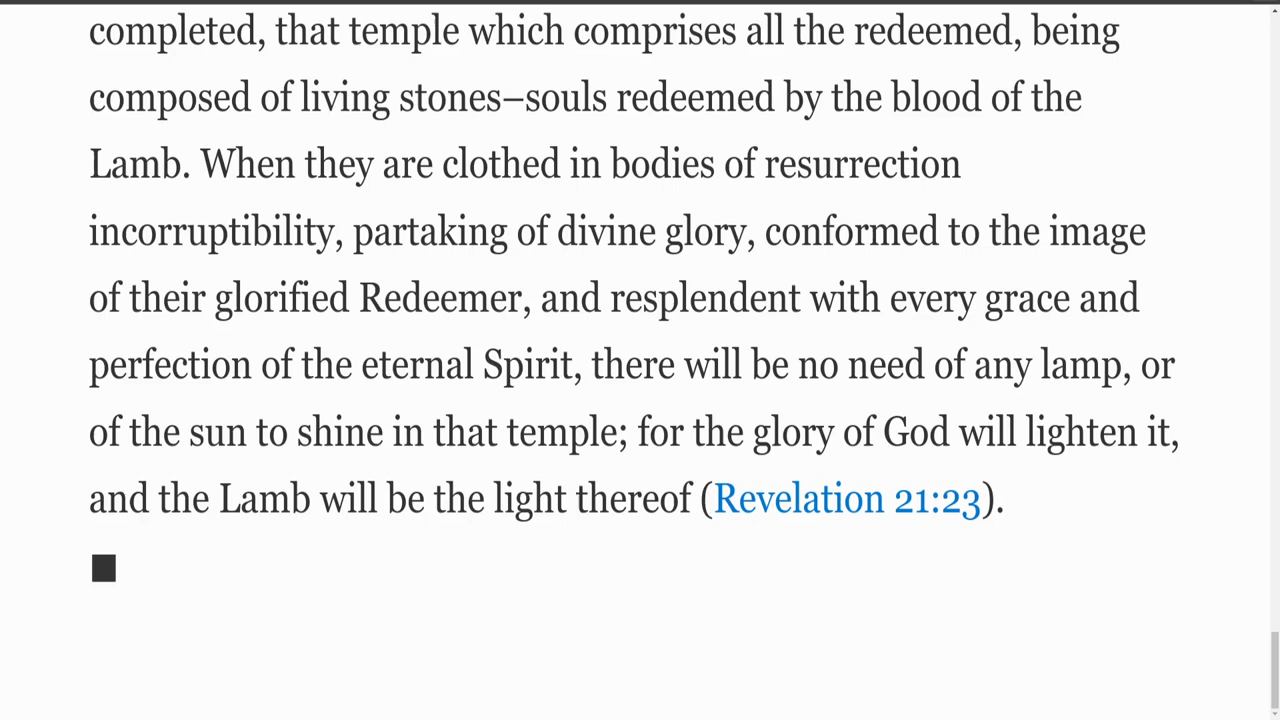 completed, that temple which comprises all the redeemed, being
composed of living stones–souls redeemed by the blood of the
Lamb. When they are clothed in bodies of resurrection
incorruptibility, partaking of divine glory, conformed to the image
of their glorified Redeemer, and resplendent with every grace and
perfection of the eternal Spirit, there will be no need of any lamp, or
of the sun to shine in that temple; for the glory of God will lighten it,
and the Lamb will be the light thereof (Revelation 21:23).
■